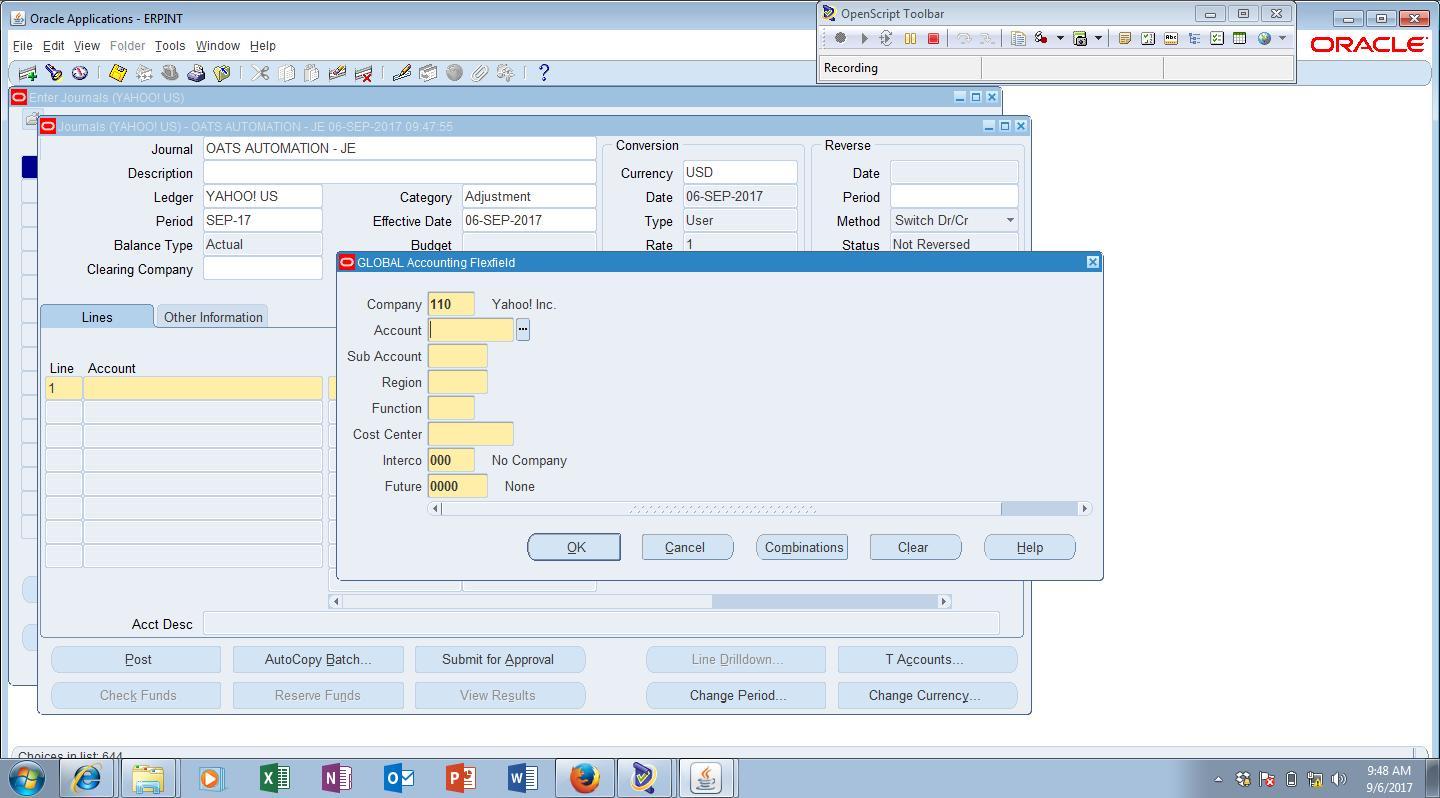 Oracle Applications - ERPINT
OpenScript Toolbar
File Edit View Folder Tools Window Help
ORACLE
Recording
Enter Journals (YAHOO! US)
Journals (YAHOO! US) - OATS AUTOMATION - JE 06-SEP-2017 09:47:55
Journal OATS AUTOMATION - JE
Conversion
Reverse
Description
Currency USD
Date
Ledger YAHOO! US
Category Adjustment
Date 06-SEP-2017
Period
Period SEP-17
Effective Date 06-SEP-2017
Type User
Method Switch Dr/Cr
Balance Type Actual
Budget
Rate 1
Status Not Reversed
Clearing Company
GLOBAL Accounting Flexfield
Company 110 Yahoo! Inc.
Account
Sub Account
Region
Function
Cost Center
Interco 000 No Company
Future 0000 None
OK Cancel Combinations Clear Help
Lines Other Information
Line Account
1
Acct Desc
Post AutoCopy Batch... Submit for Approval Line Drilldown... T Accounts...
Check Funds Reserve Funds View Results Change Period... Change Currency...
Choices in list: 644
9:48 AM
9/6/2017